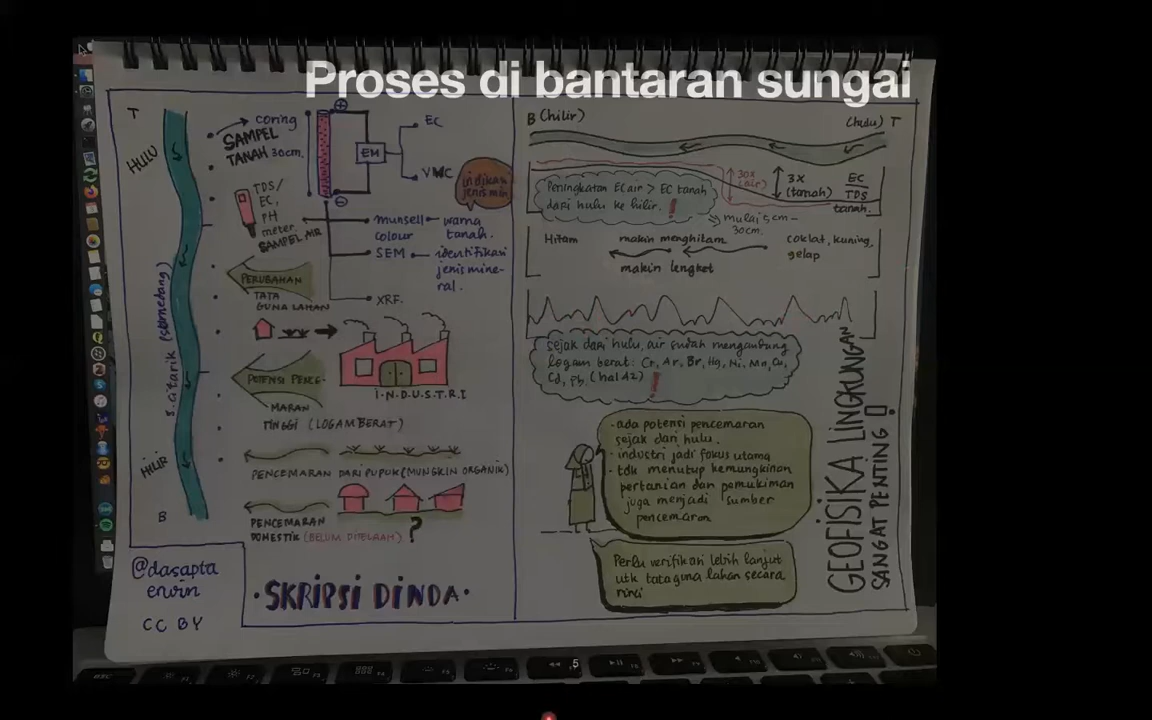 Proses di bantaran sungai
T
HULU
S. Citarik (Sumedang)
HILIR
B
coring
SAMPEL
TANAH 30cm.
EM
EC
VMC
indikasi
jenis min
TDS/
EC,
PH
meter.
SAMPEL AIR
munsell
colour
warna
tanah.
SEM
identifikasi
jenis mine-
ral.
XRF.
PERUBAHAN
TATA
GUNA LAHAN
POTENSI PENCE-
MARAN
TINGGI (LOGAM BERAT)
I·N·D·U·S·T·R·I
PENCEMARAN DARI PUPUK (MUNGKIN ORGANIK)
PENCEMARAN
DOMESTIK (BELUM DITELAAH) ?
@dasapta
erwin
CC BY
·SKRIPSI DINDA·
B (hilir)
(hulu) T
Peningkatan EC air > EC tanah
dari hulu ke hilir. !
30x
(air)
3x
(tanah)
EC
TDS
tanah.
mulai 5cm-
30cm.
Hitam
makin menghitam
makin lengket
coklat, kuning,
gelap
sejak dari hulu, air sudah mengandung
logam berat: Cr, Ar, Br, Hg, Ni, Mn, Cu,
Cd, Pb. (hal 42) !
- ada potensi pencemaran
sejak dari hulu.
- industri jadi fokus utama
- tdk menutup kemungkinan
pertanian dan pemukiman
juga menjadi sumber
pencemaran
Perlu verifikasi lebih lanjut
utk tata guna lahan secara
rinci
GEOFISIKA LINGKUNGAN
SANGAT PENTING !
5